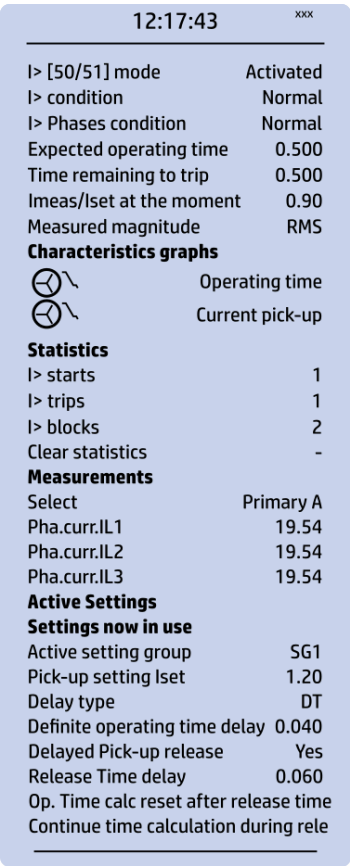 12:17:43 xxx
I> [50/51] mode Activated
I> condition Normal
I> Phases condition Normal
Expected operating time 0.500
Time remaining to trip 0.500
Imeas/Iset at the moment 0.90
Measured magnitude RMS
Characteristics graphs
Operating time
Current pick-up
Statistics
I> starts 1
I> trips 1
I> blocks 2
Clear statistics -
Measurements
Select Primary A
Pha.curr.IL1 19.54
Pha.curr.IL2 19.54
Pha.curr.IL3 19.54
Active Settings
Settings now in use
Active setting group SG1
Pick-up setting Iset 1.20
Delay type DT
Definite operating time delay 0.040
Delayed Pick-up release Yes
Release Time delay 0.060
Op. Time calc reset after release time
Continue time calculation during rele